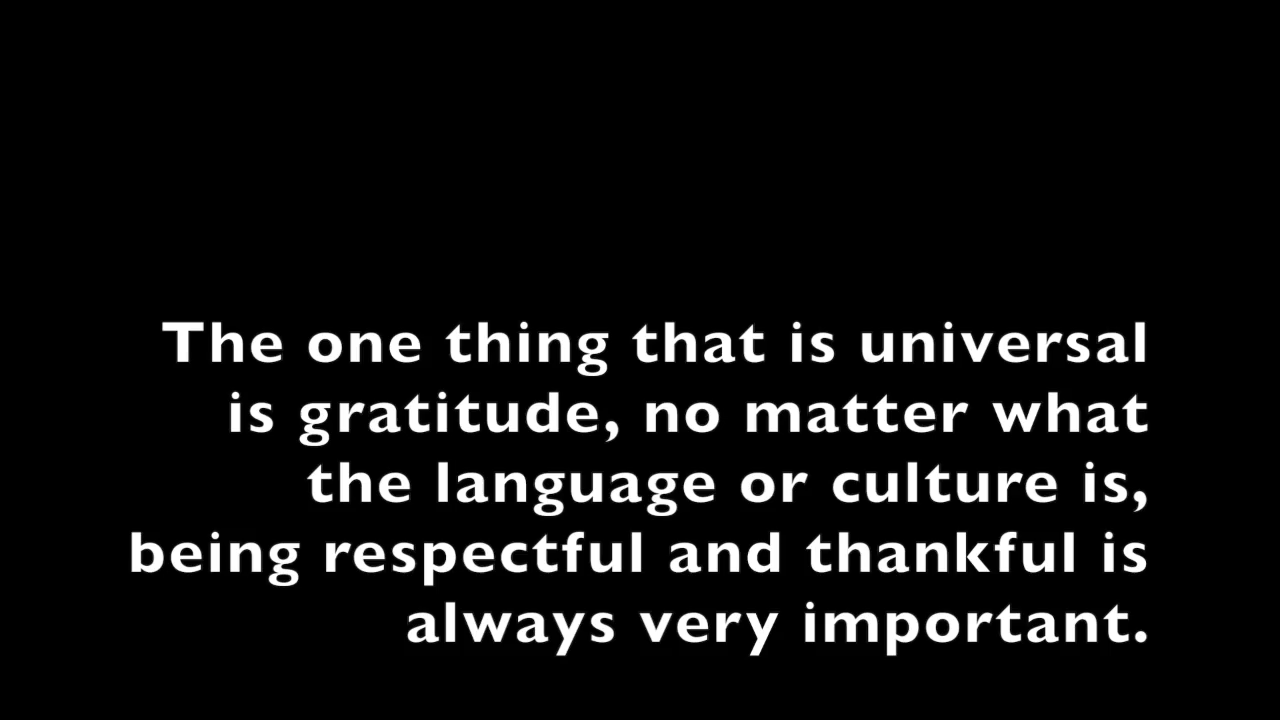 The one thing that is universal
is gratitude, no matter what
the language or culture is,
being respectful and thankful is
always very important.